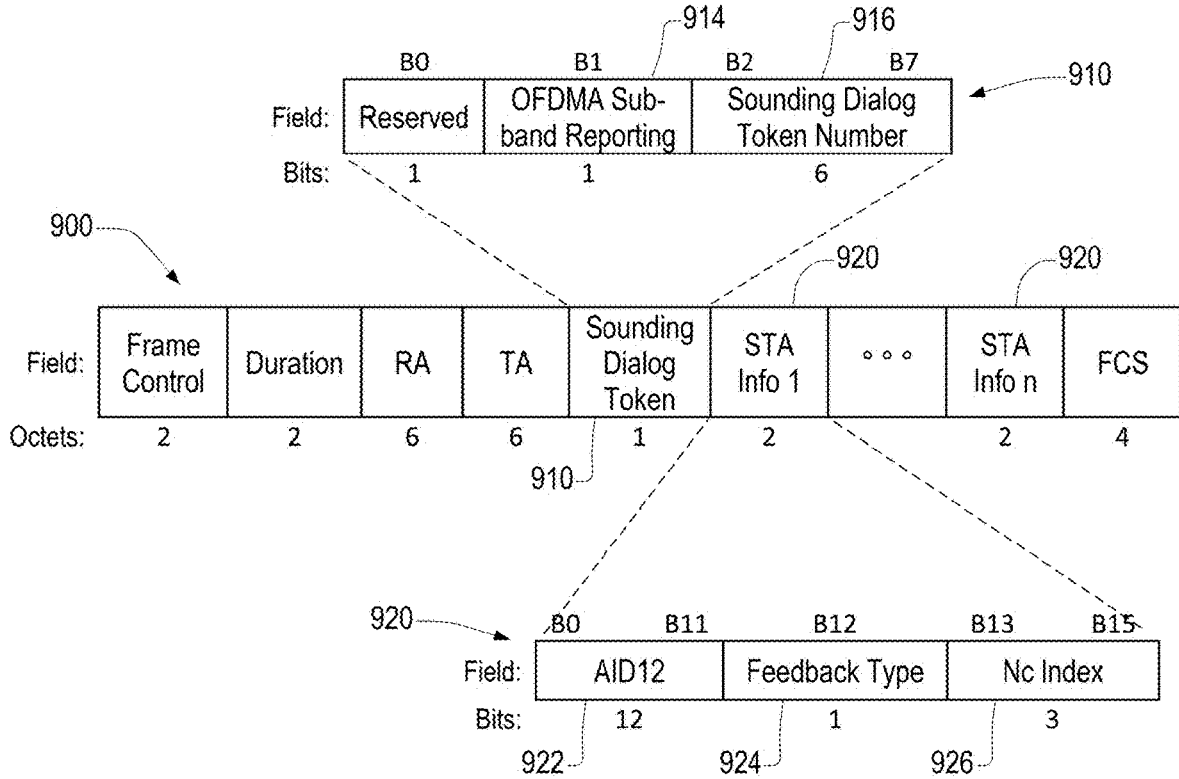 914 916
B0 B1 B2 B7 910
Field: Reserved OFDMA Sub-band Reporting Sounding Dialog Token Number
Bits: 1 1 6
900 920 920
Field: Frame Control Duration RA TA Sounding Dialog Token STA Info 1 ∘ ∘ ∘ STA Info n FCS
Octets: 2 2 6 6 1 2 2 4
910
920 B0 B11 B12 B13 B15
Field: AID12 Feedback Type Nc Index
Bits: 12 1 3
922 924 926